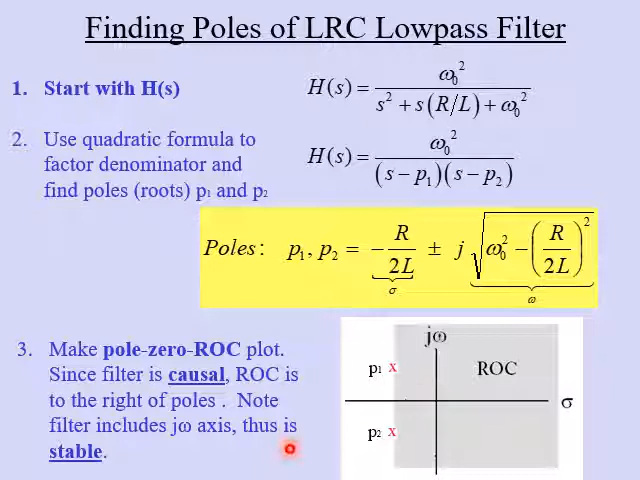 Finding Poles of LRC Lowpass Filter
1. Start with H(s)
H(s) = ω₀² / (s² + s(R/L) + ω₀²)
2. Use quadratic formula to
factor denominator and
find poles (roots) p₁ and p₂
H(s) = ω₀² / ((s − p₁)(s − p₂))
Poles: p₁, p₂ = − R/2L ± j √(ω₀² − (R/2L)²)
σ ω
3. Make pole-zero-ROC plot.
Since filter is causal, ROC is
to the right of poles . Note
filter includes jω axis, thus is
stable.
jω
p₁ x ROC
σ
p₂ x